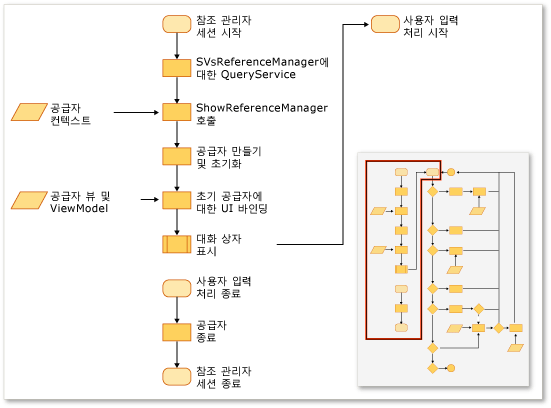 참조 관리자
세션 시작
사용자 입력
처리 시작
SVsReferenceManager에
대한 QueryService
공급자
컨텍스트
ShowReferenceManager
호출
공급자 만들기
및 초기화
공급자 뷰 및
ViewModel
초기 공급자에
대한 UI 바인딩
대화 상자
표시
사용자 입력
처리 종료
공급자
종료
참조 관리자
세션 종료